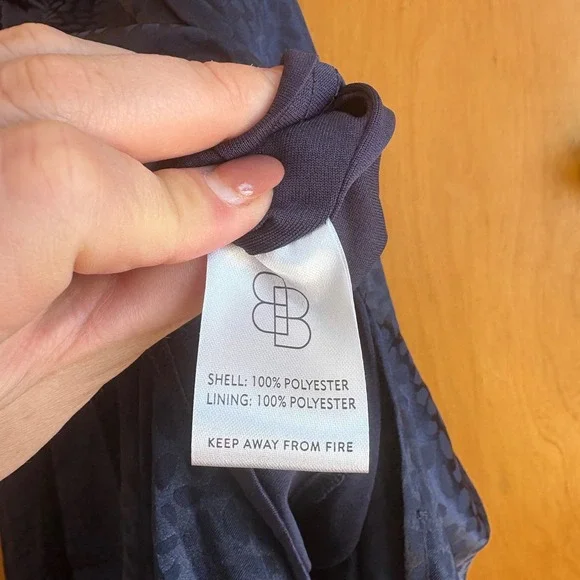 SHELL: 100% POLYESTER
LINING: 100% POLYESTER
KEEP AWAY FROM FIRE